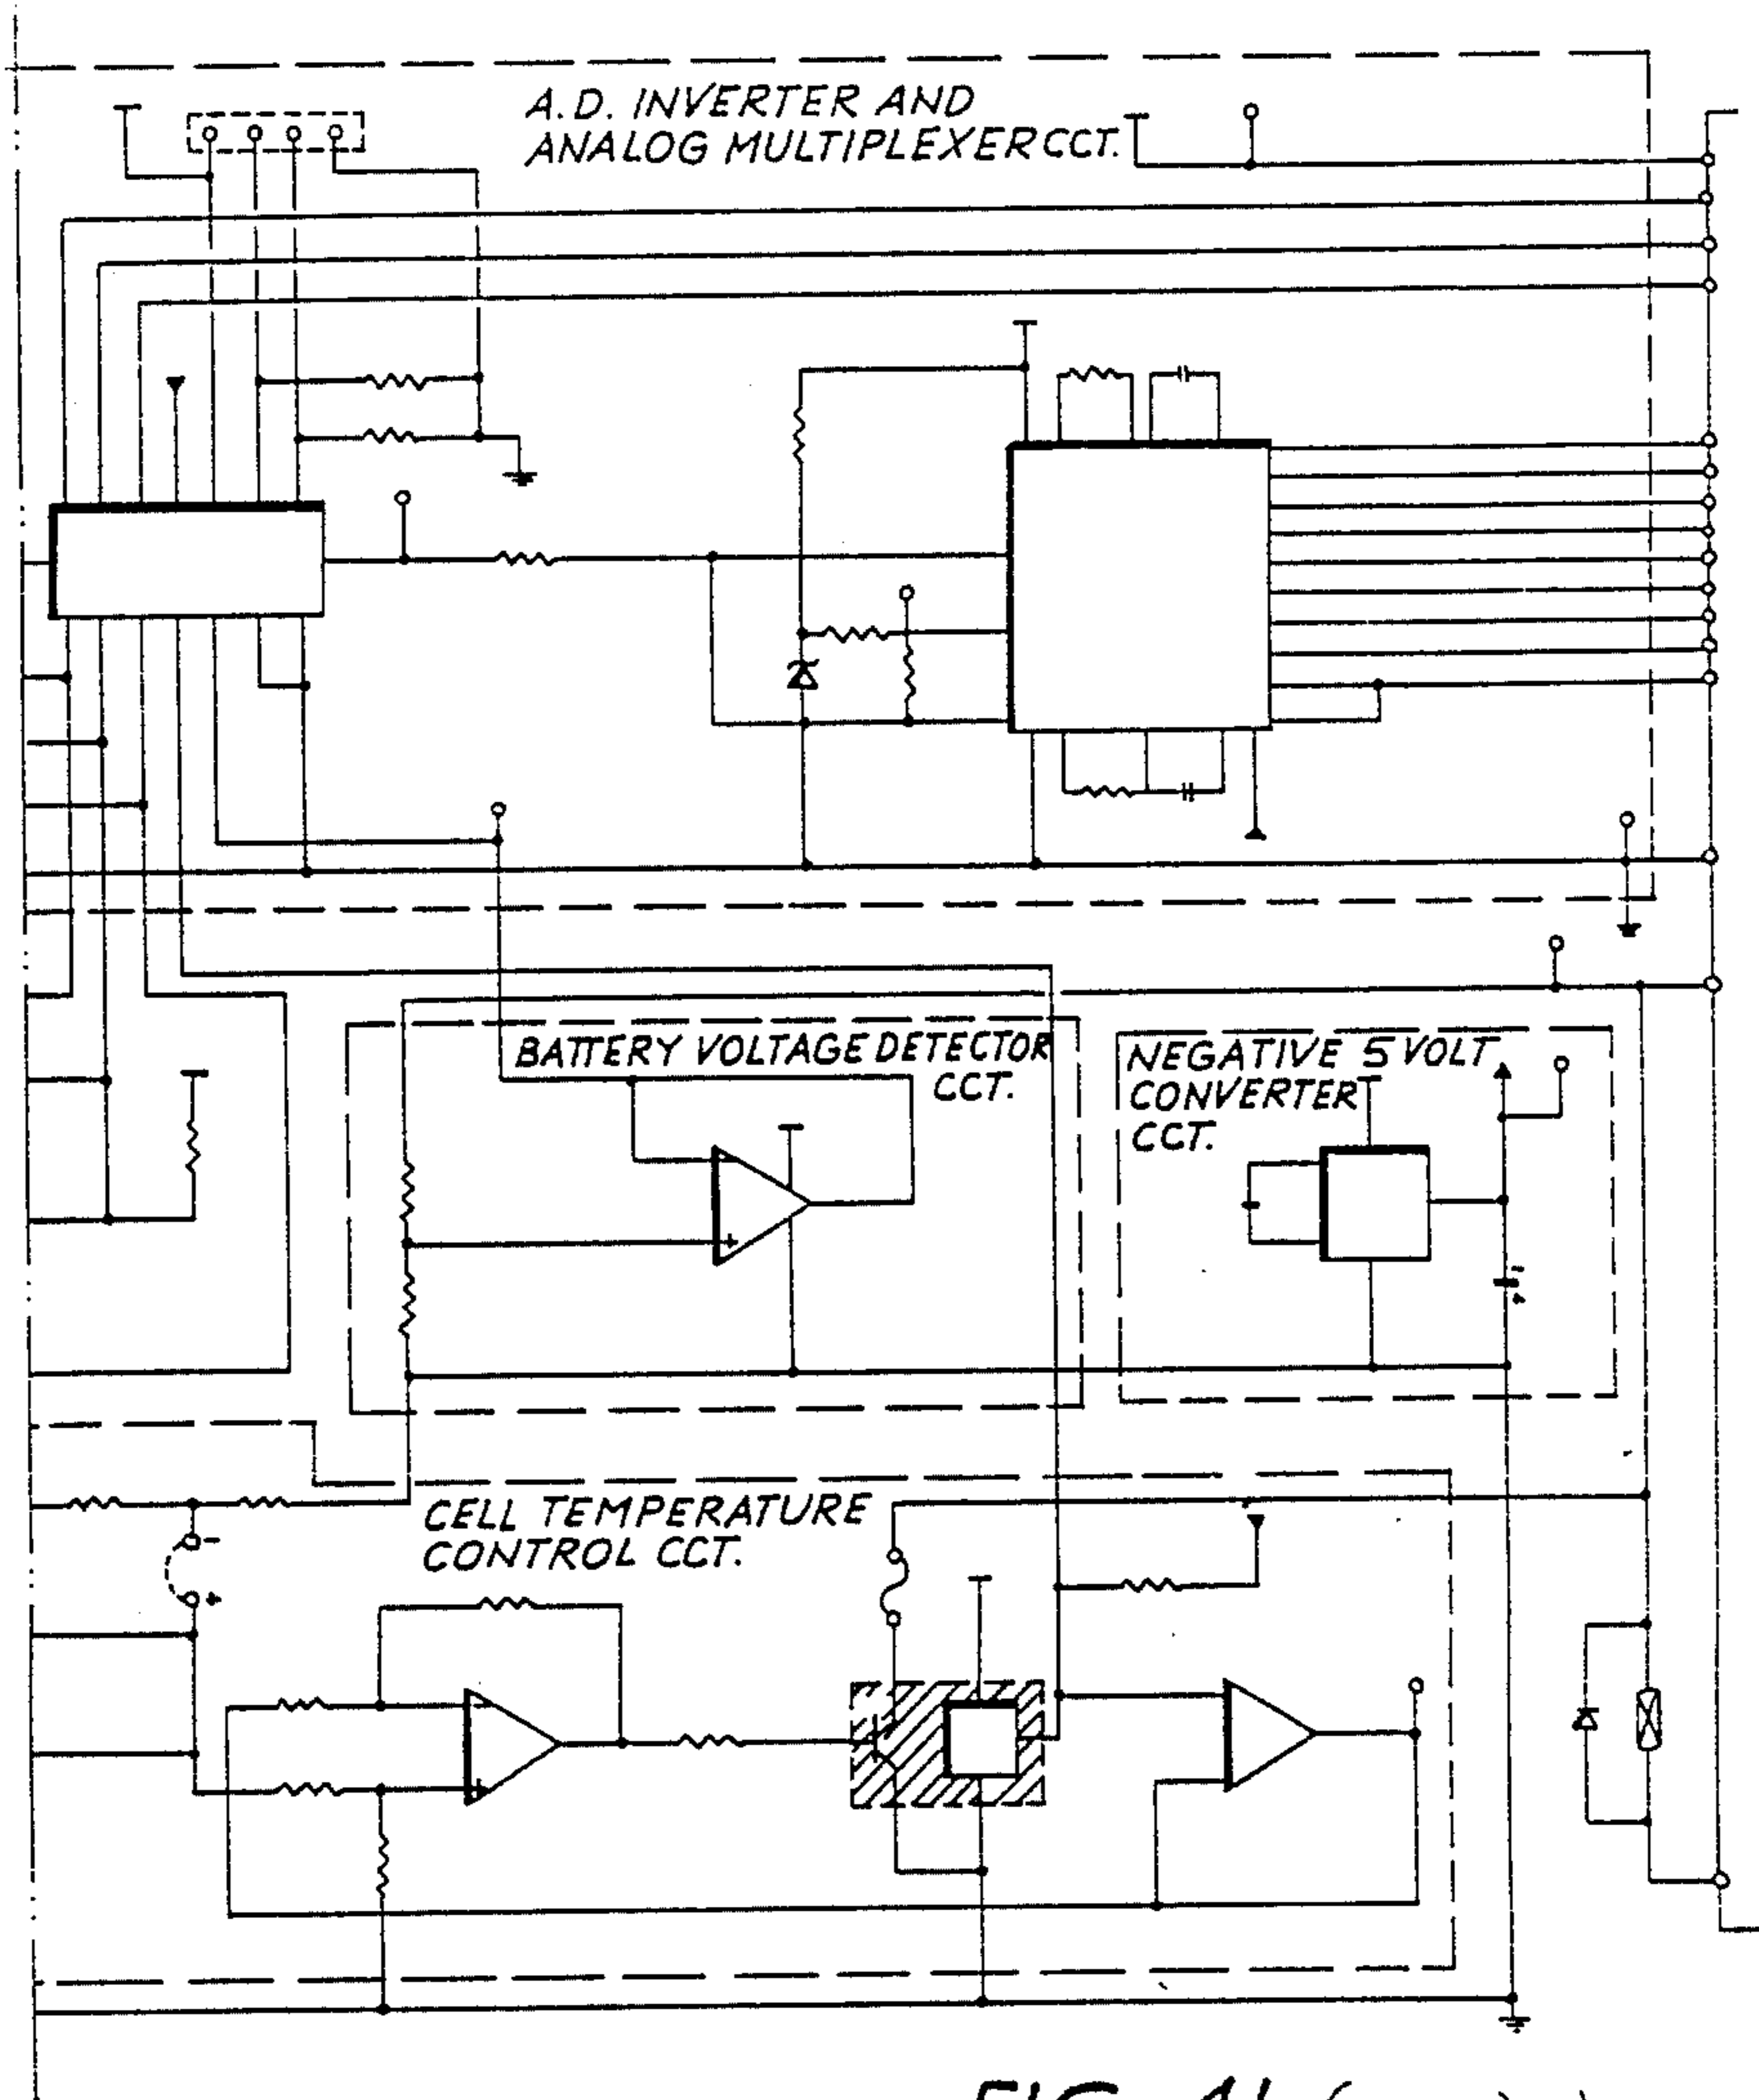 A.D. INVERTER AND
ANALOG MULTIPLEXER CCT.
BATTERY VOLTAGE DETECTOR
CCT.
NEGATIVE 5 VOLT
CONVERTER
CCT.
CELL TEMPERATURE
CONTROL CCT.